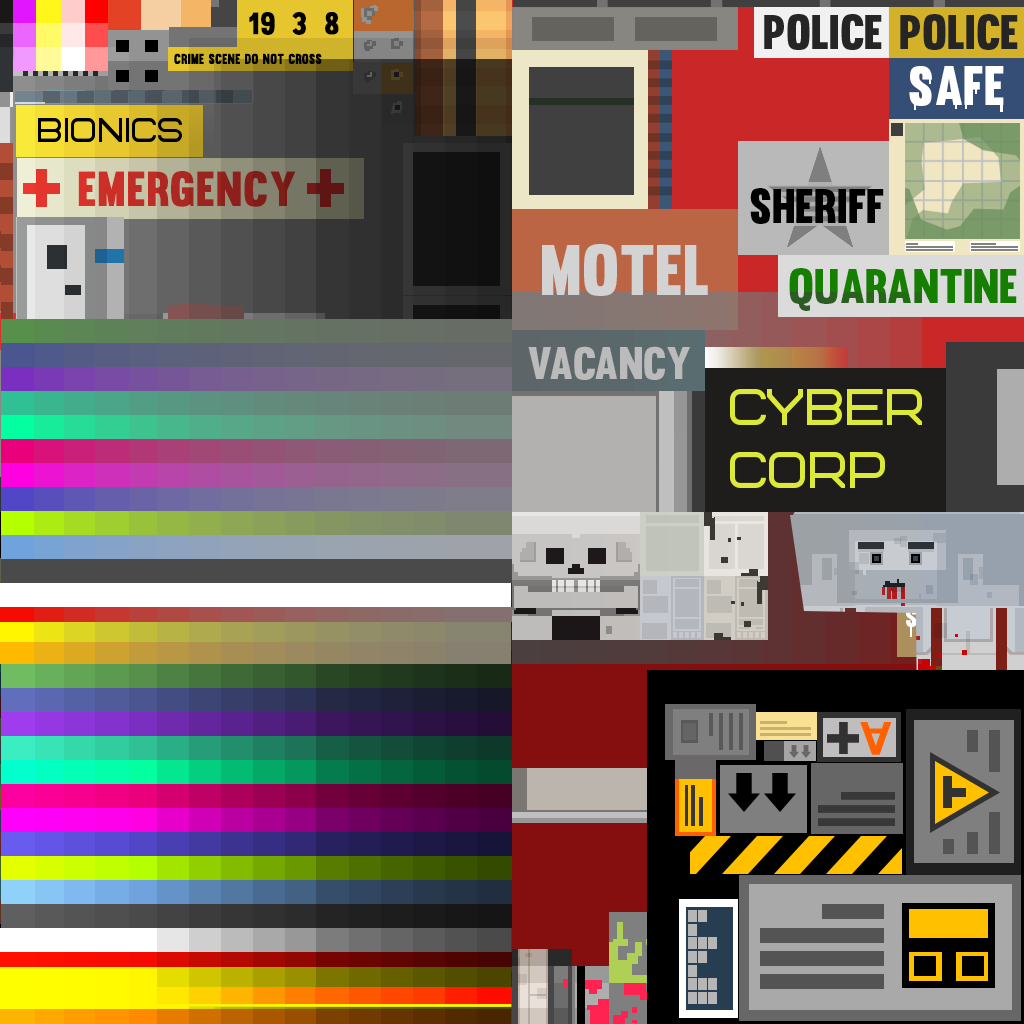 19 3 8
CRIME SCENE DO NOT CROSS
BIONICS
EMERGENCY
POLICE
POLICE
SAFE
SHERIFF
MOTEL
QUARANTINE
VACANCY
CYBER
CORP
$
A